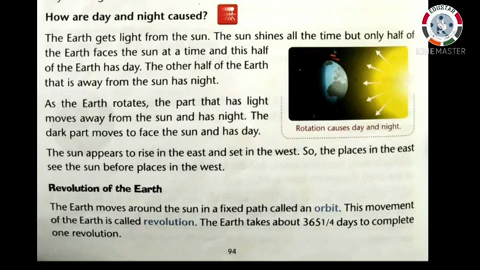 How are day and night caused?
The Earth gets light from the sun. The sun shines all the time but only half of
the Earth faces the sun at a time and this half
of the Earth has day. The other half of the Earth
that is away from the sun has night.
As the Earth rotates, the part that has light
moves away from the sun and has night. The
dark part moves to face the sun and has day.
Rotation causes day and night.
The sun appears to rise in the east and set in the west. So, the places in the east
see the sun before places in the west.
Revolution of the Earth
The Earth moves around the sun in a fixed path called an orbit. This movement
of the Earth is called revolution. The Earth takes about 3651/4 days to complete
one revolution.
94